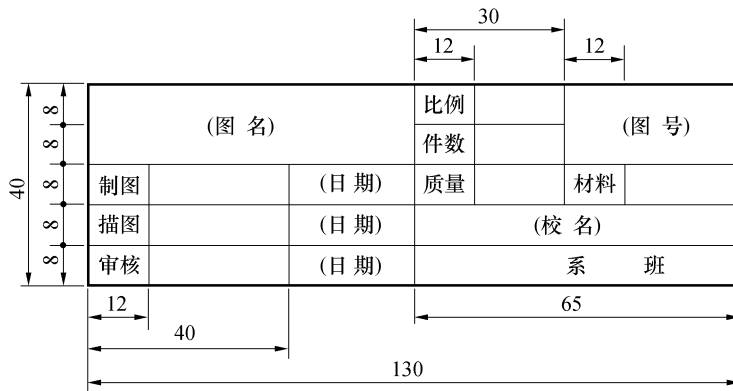 30
12 12
8 比例
(图 名) (图 号)
8 件数
40 8 制图 (日 期) 质量 材料
8 描图 (日 期) (校 名)
8 审核 (日 期) 系 班
12 65
40
130